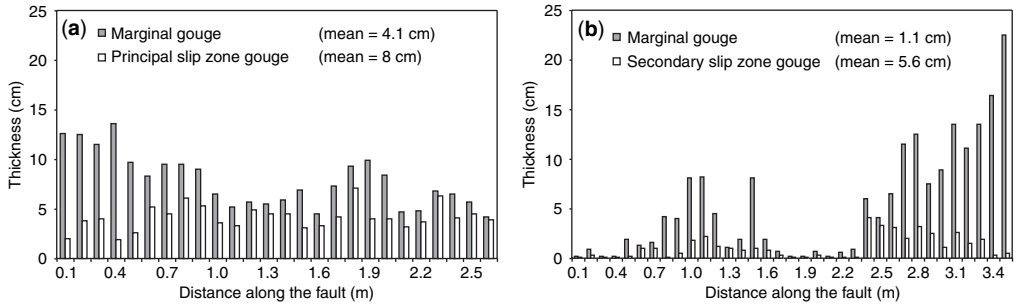 (a)
Marginal gouge (mean = 4.1 cm)
Principal slip zone gouge (mean = 8 cm)
Thickness (cm)
25
20
15
10
5
0
0.1 0.4 0.7 1.0 1.3 1.6 1.9 2.2 2.5
Distance along the fault (m)
(b)
Marginal gouge (mean = 1.1 cm)
Secondary slip zone gouge (mean = 5.6 cm)
Thickness (cm)
25
20
15
10
5
0
0.1 0.4 0.7 1.0 1.3 1.6 1.9 2.2 2.5 2.8 3.1 3.4
Distance along the fault (m)